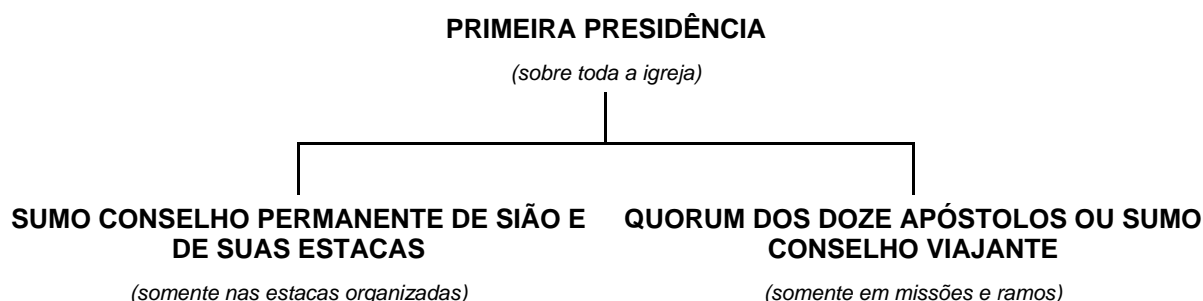 PRIMEIRA PRESIDÊNCIA
(sobre toda a igreja)
SUMO CONSELHO PERMANENTE DE SIÃO E
DE SUAS ESTACAS
(somente nas estacas organizadas)
QUORUM DOS DOZE APÓSTOLOS OU SUMO
CONSELHO VIAJANTE
(somente em missões e ramos)